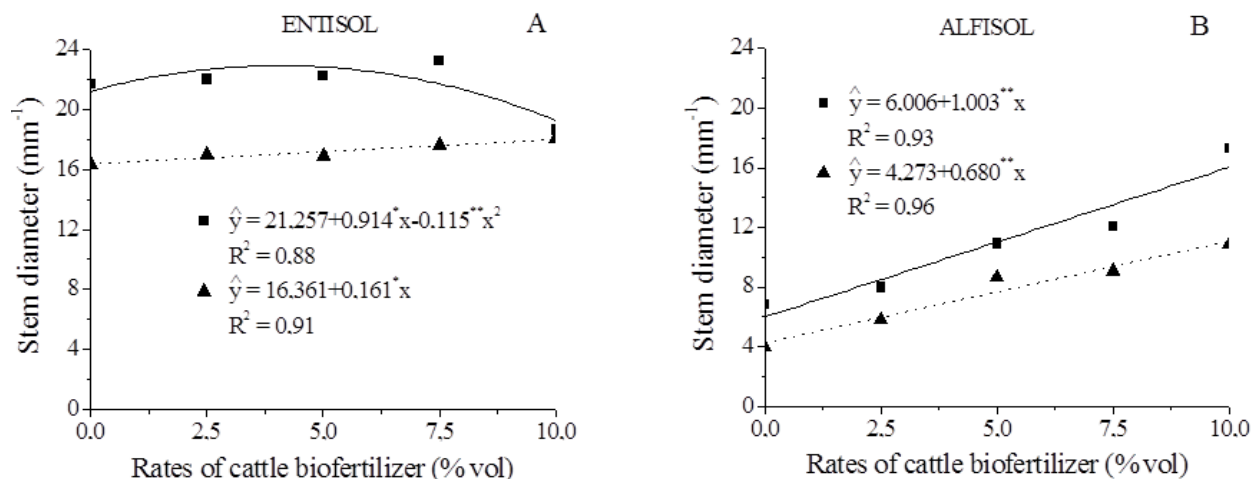 ENTISOL
A
24
20
16
12
8
4
0
Stem diameter (mm⁻¹)
■ ŷ = 21.257+0.914*x-0.115**x²
R² = 0.88
▲ ŷ = 16.361+0.161*x
R² = 0.91
0.0 2.5 5.0 7.5 10.0
Rates of cattle biofertilizer (% vol)
ALFISOL
B
24
20
16
12
8
4
0
Stem diameter (mm⁻¹)
■ ŷ = 6.006+1.003**x
R² = 0.93
▲ ŷ = 4.273+0.680**x
R² = 0.96
0.0 2.5 5.0 7.5 10.0
Rates of cattle biofertilizer (% vol)